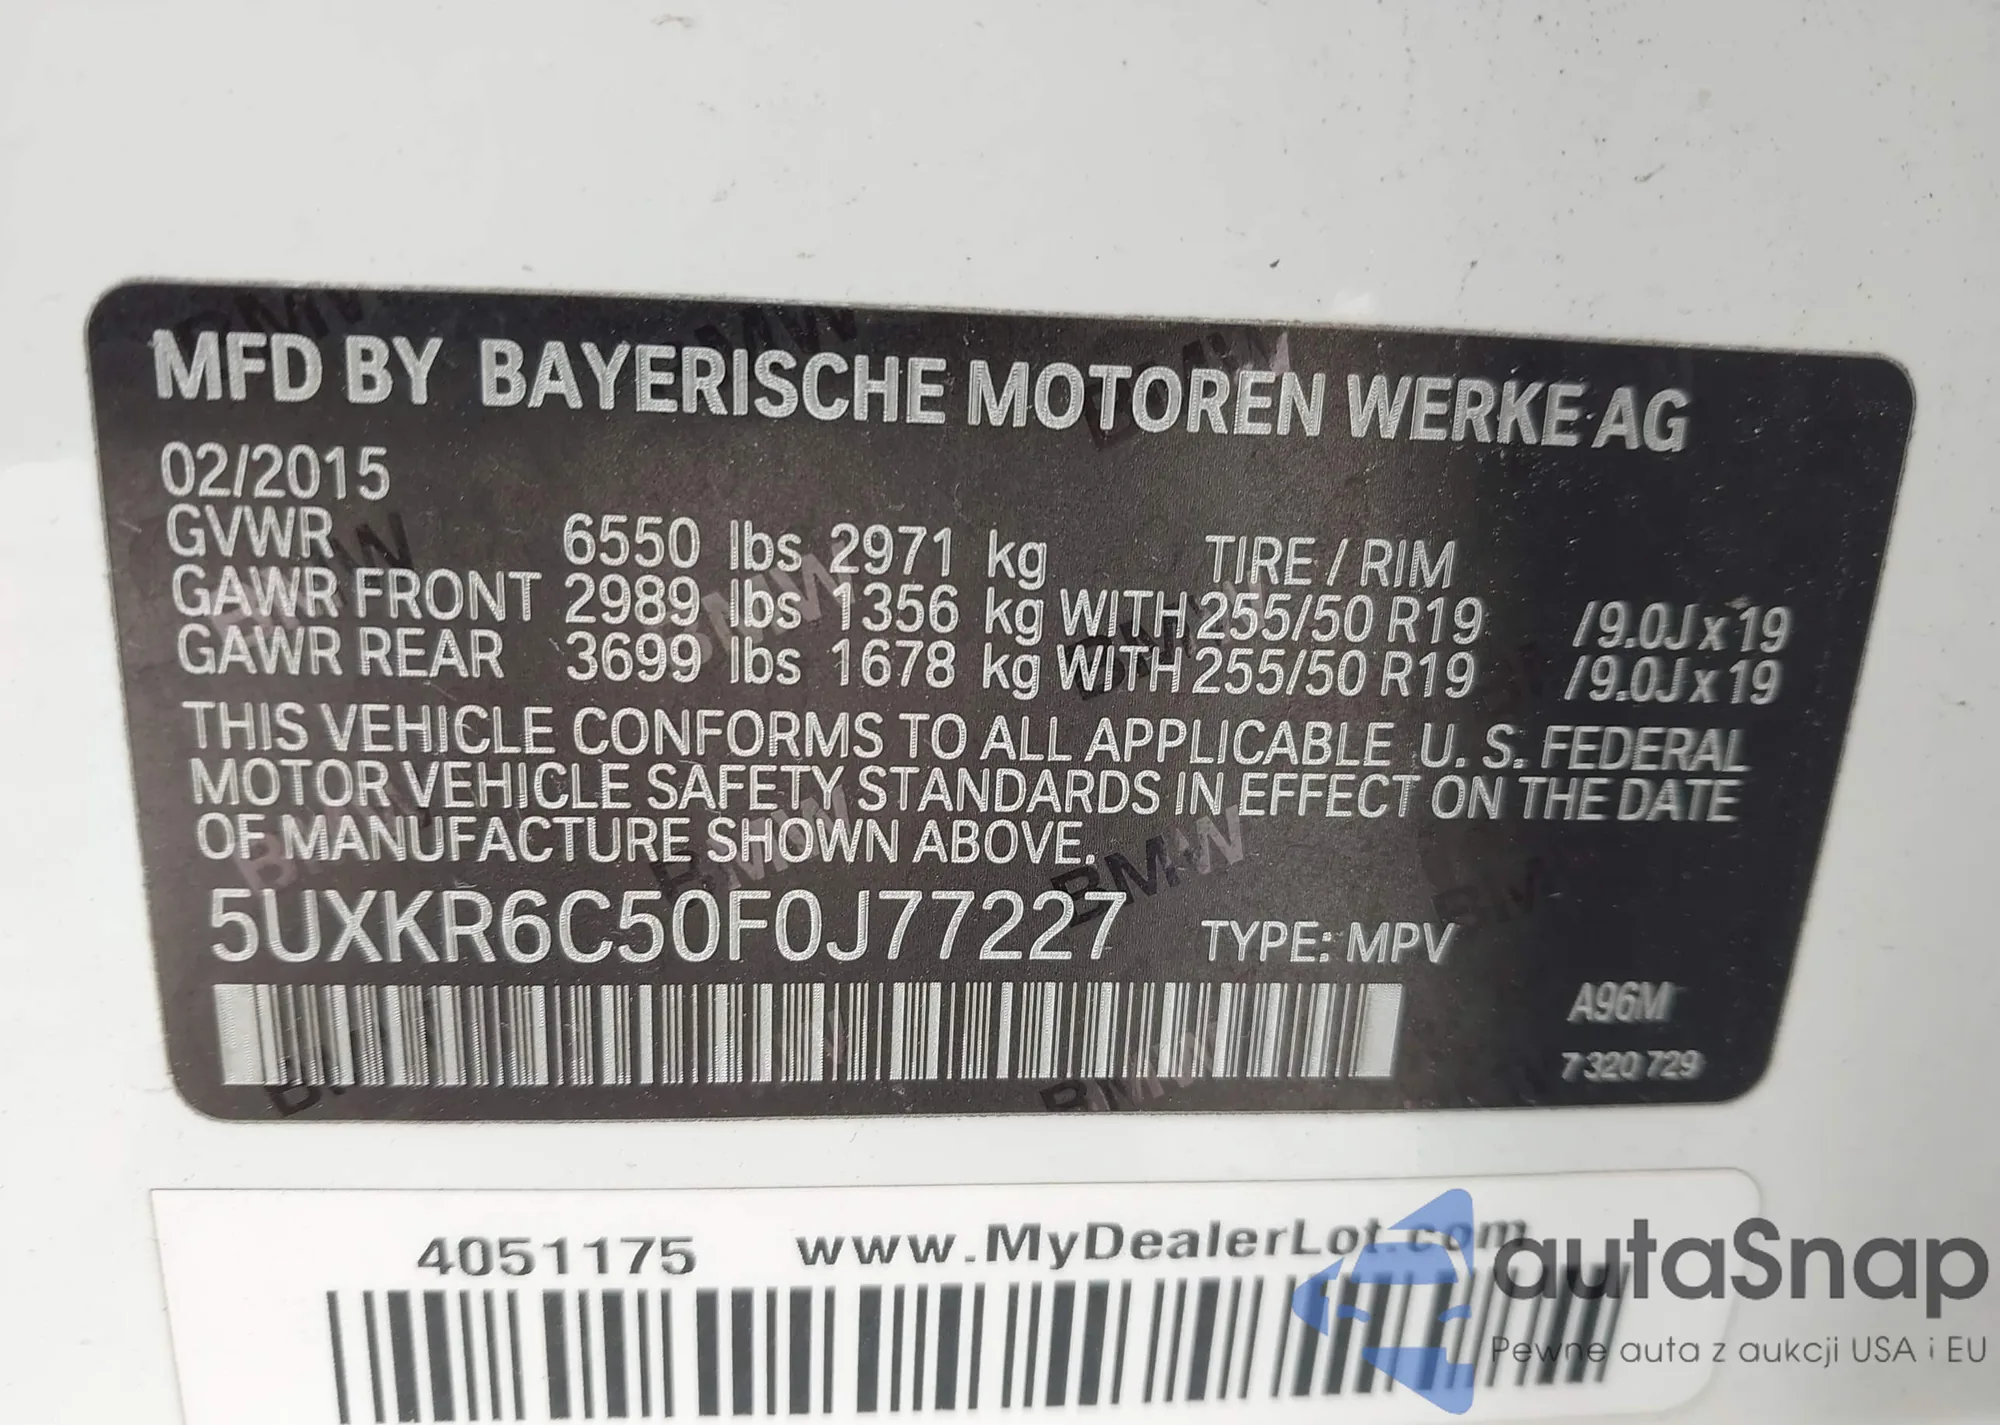 MFD BY BAYERISCHE MOTOREN WERKE AG
02/2015
GVWR 6550 lbs 2971 kg TIRE / RIM
GAWR FRONT 2989 lbs 1356 kg WITH 255/50 R19 /9.0J x 19
GAWR REAR 3699 lbs 1678 kg WITH 255/50 R19 /9.0J x 19
THIS VEHICLE CONFORMS TO ALL APPLICABLE U. S. FEDERAL
MOTOR VEHICLE SAFETY STANDARDS IN EFFECT ON THE DATE
OF MANUFACTURE SHOWN ABOVE.
5UXKR6C50F0J77227 TYPE: MPV
A96M
7 320 729
4051175 www.MyDealerLot.com
autaSnap
Pewne auta z aukcji USA i EU